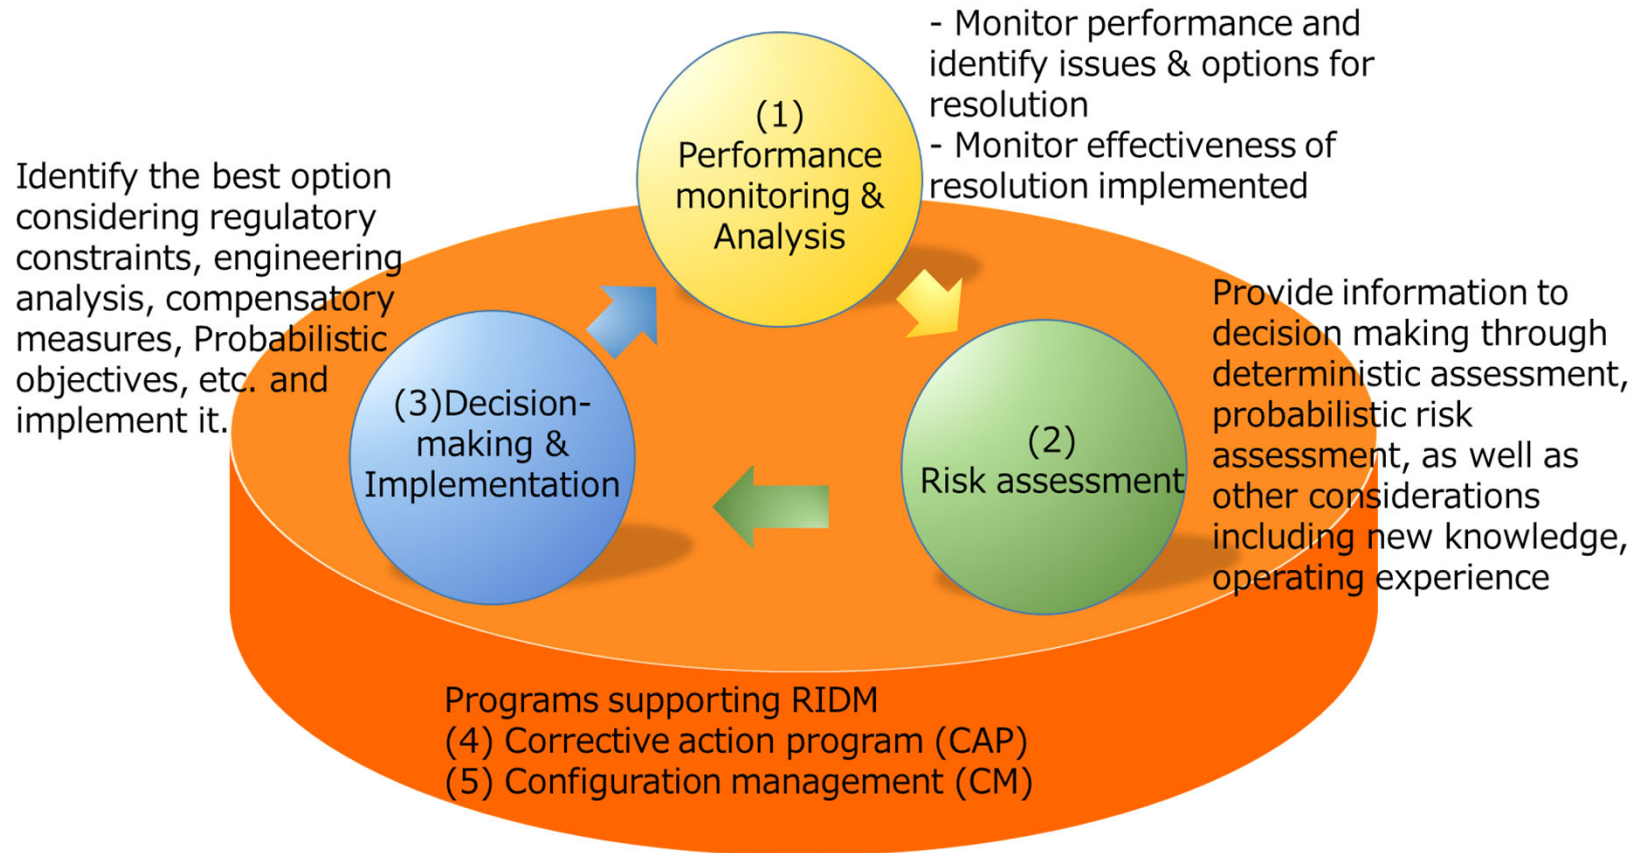 - Monitor performance and
identify issues & options for
resolution
- Monitor effectiveness of
resolution implemented
(1)
Performance
monitoring &
Analysis
Identify the best option
considering regulatory
constraints, engineering
analysis, compensatory
measures, Probabilistic
objectives, etc. and
implement it.
Provide information to
decision making through
deterministic assessment,
probabilistic risk
assessment, as well as
other considerations
including new knowledge,
operating experience
(3)Decision-
making &
Implementation
(2)
Risk assessment
Programs supporting RIDM
(4) Corrective action program (CAP)
(5) Configuration management (CM)